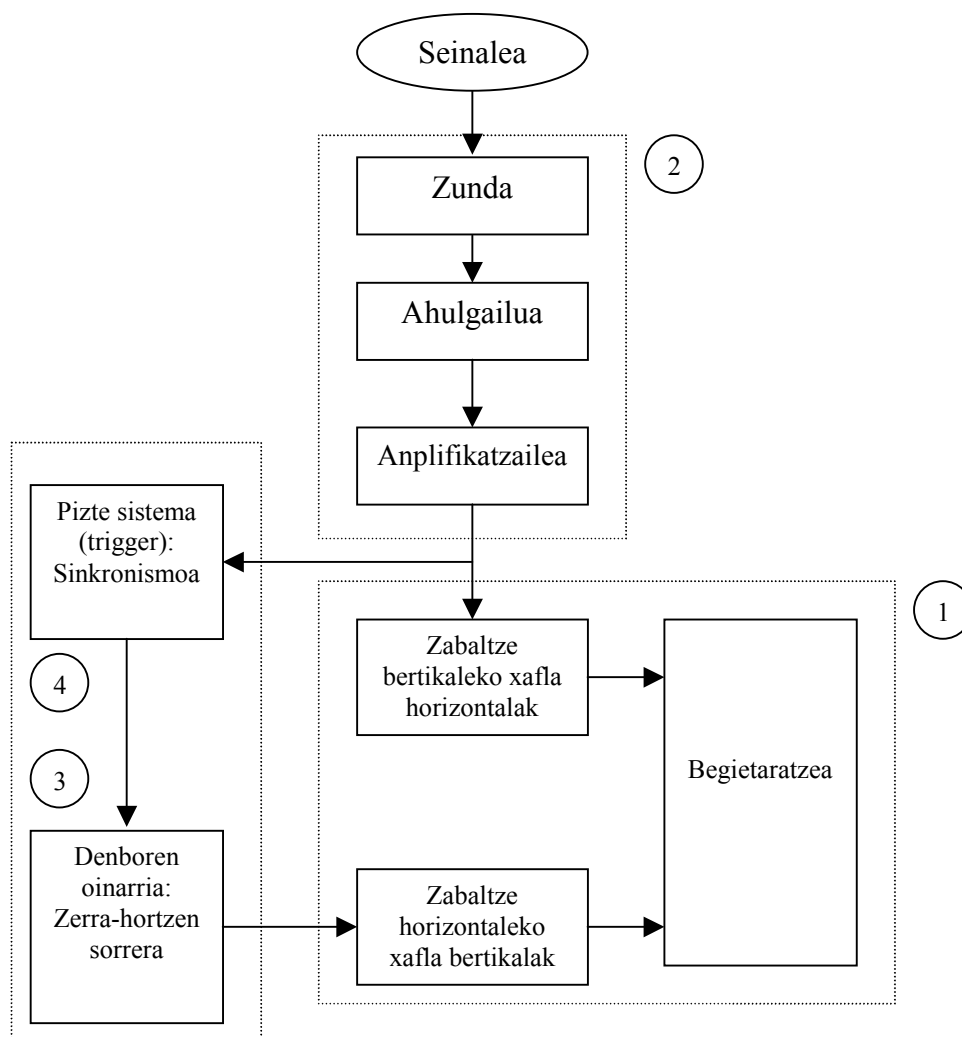 Seinalea
Zunda
2
Ahulgailua
Anplifikatzailea
Pizte sistema
(trigger):
Sinkronismoa
1
Zabaltze
bertikaleko xafla
horizontalak
4
Begietaratzea
3
Denboren
oinarria:
Zerra-hortzen
sorrera
Zabaltze
horizontaleko
xafla bertikalak